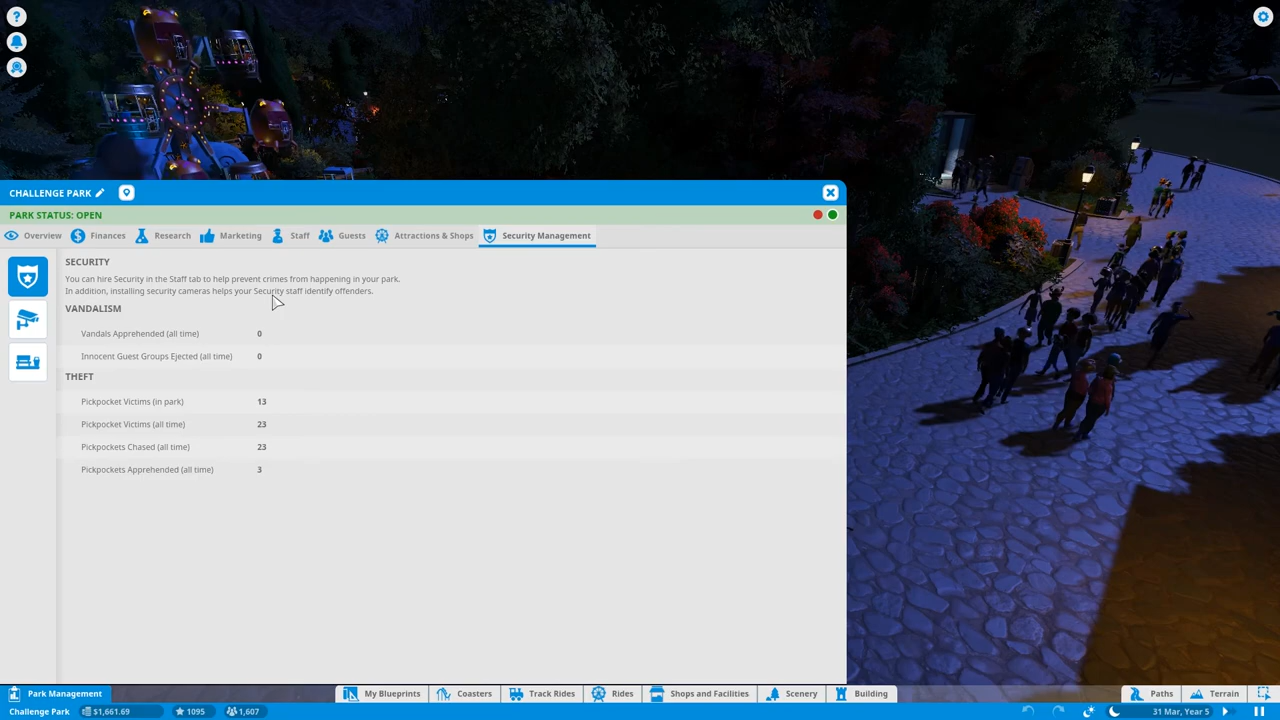 CHALLENGE PARK
PARK STATUS: OPEN
Overview Finances Research Marketing Staff Guests Attractions & Shops Security Management
SECURITY
You can hire Security in the Staff tab to help prevent crimes from happening in your park.
In addition, installing security cameras helps your Security staff identify offenders.
VANDALISM
Vandals Apprehended (all time) 0
Innocent Guest Groups Ejected (all time) 0
THEFT
Pickpocket Victims (in park) 13
Pickpocket Victims (all time) 23
Pickpockets Chased (all time) 23
Pickpockets Apprehended (all time) 3
Park Management My Blueprints Coasters Track Rides Rides Shops and Facilities Scenery Building Paths Terrain
Challenge Park $1,661.69 1095 1,607 31 Mar, Year 5